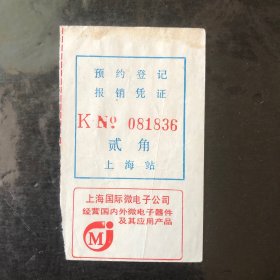 预约登记
报销凭证
K No 081836
贰角
上海站
上海国际微电子公司
经营国内外微电子器件
及其应用产品
M